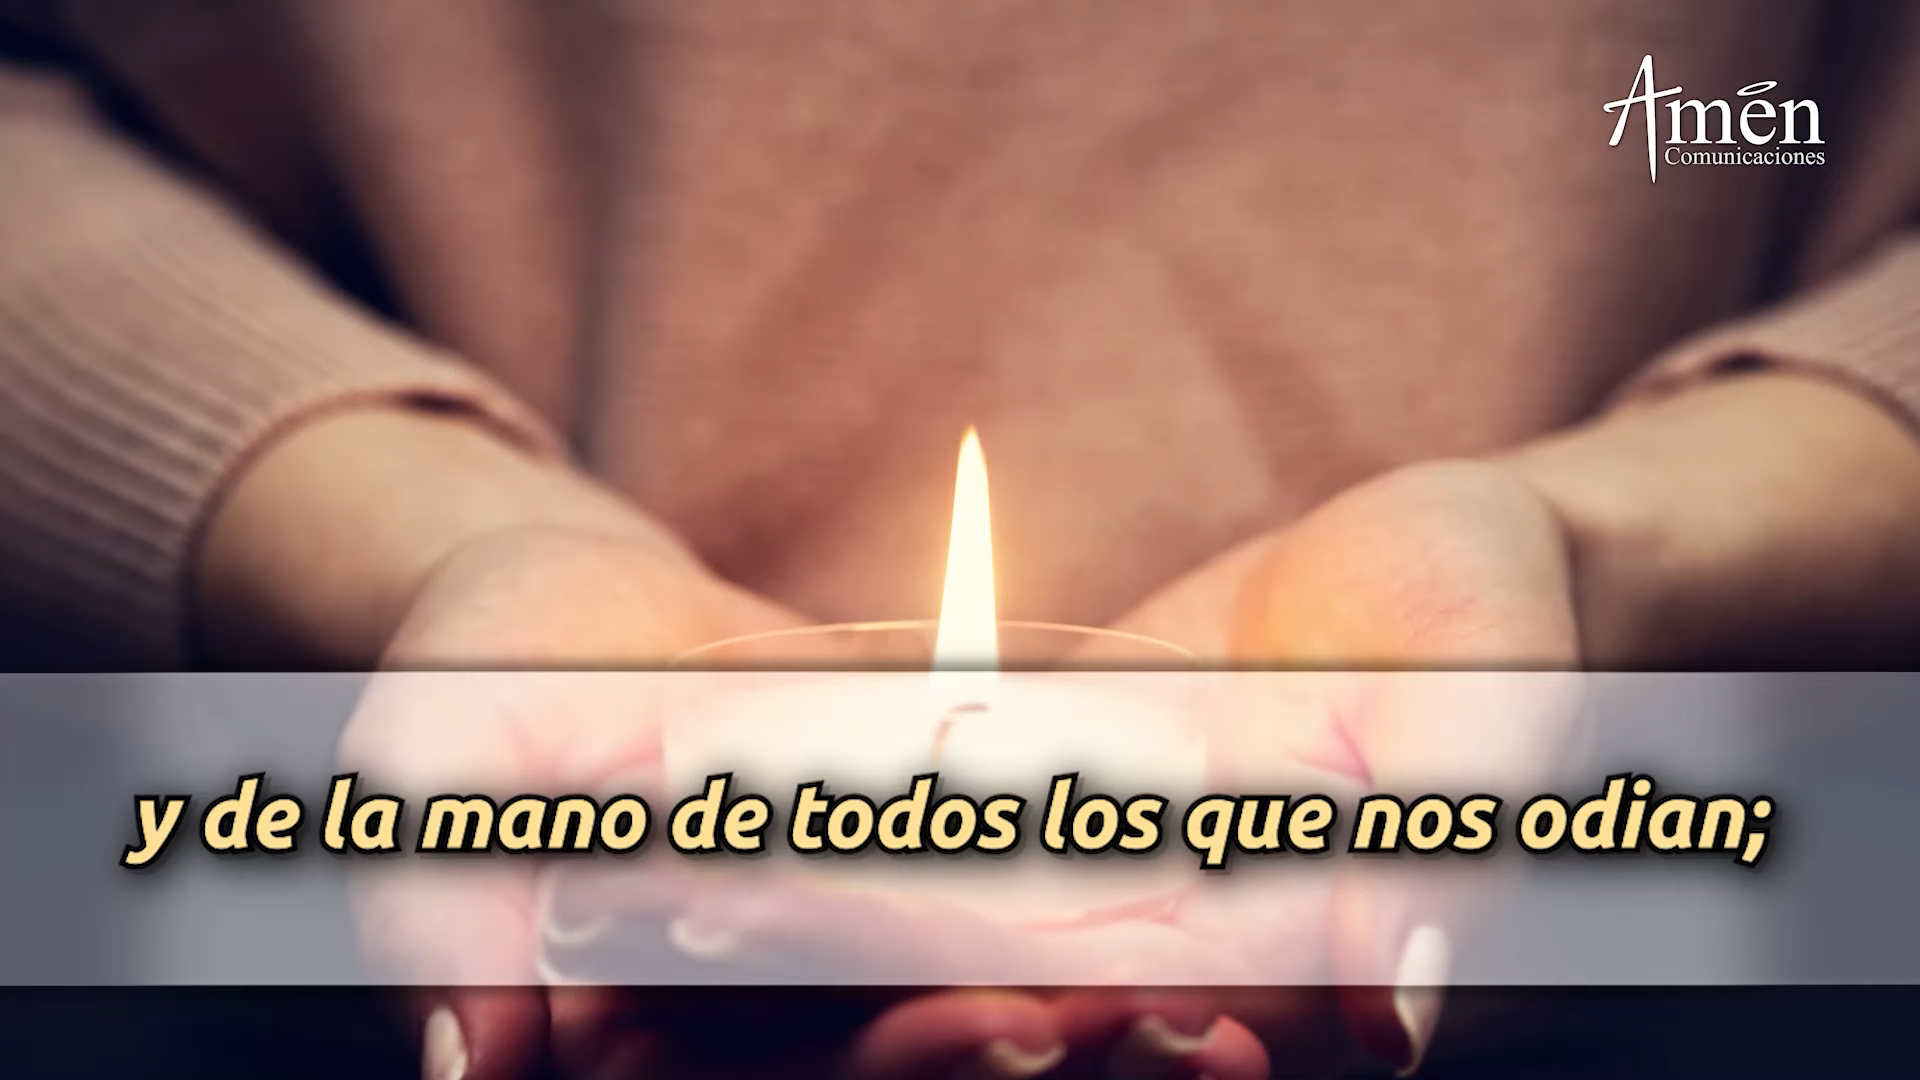 Amén
Comunicaciones
y de la mano de todos los que nos odian;